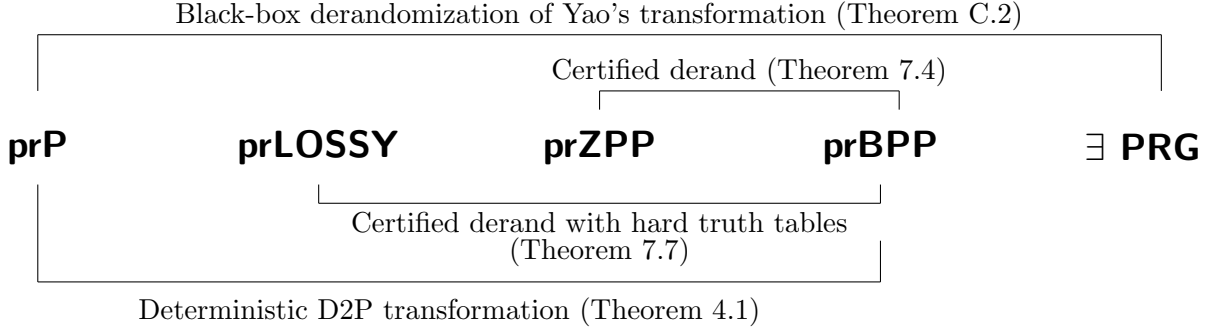 Black-box derandomization of Yao's transformation (Theorem C.2)
Certified derand (Theorem 7.4)
prP prLOSSY prZPP prBPP ∃ PRG
Certified derand with hard truth tables
(Theorem 7.7)
Deterministic D2P transformation (Theorem 4.1)